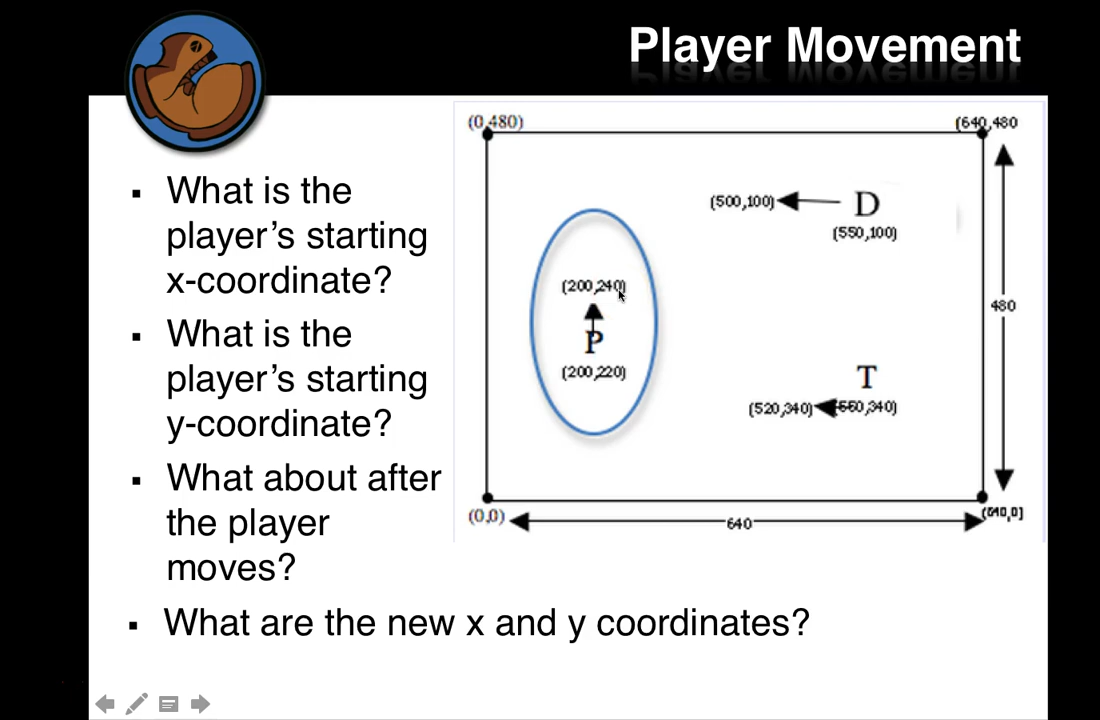 Player Movement
▪ What is the
player’s starting
x-coordinate?
▪ What is the
player’s starting
y-coordinate?
▪ What about after
the player
moves?
▪ What are the new x and y coordinates?
(0,480)
(640,480
(500,100)
D
(550,100)
(200,240)
P
(200,220)
480
T
(520,340)
560,340)
(0,0)
640
(640,0)